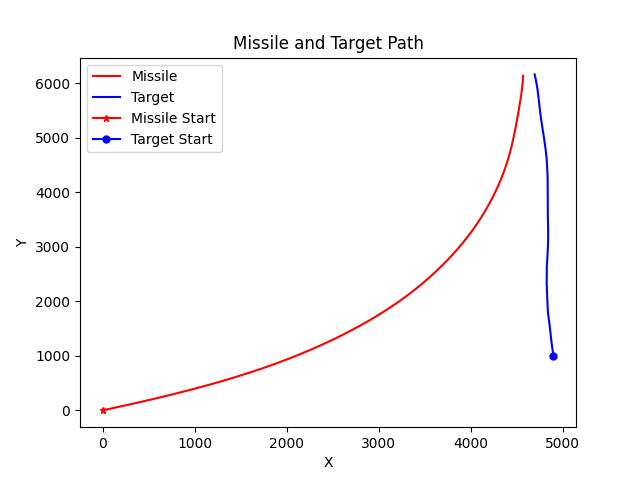 Missile and Target Path
Missile
Target
Missile Start
Target Start
6000
5000
4000
3000
2000
1000
0
Y
0 1000 2000 3000 4000 5000
X